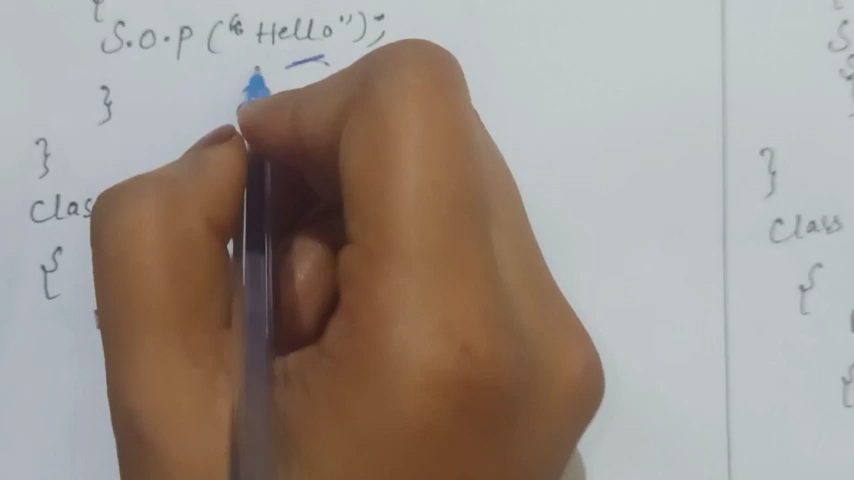 {
S.O.P ("Hello");
}
}
Clas
{
}
Class
{
{